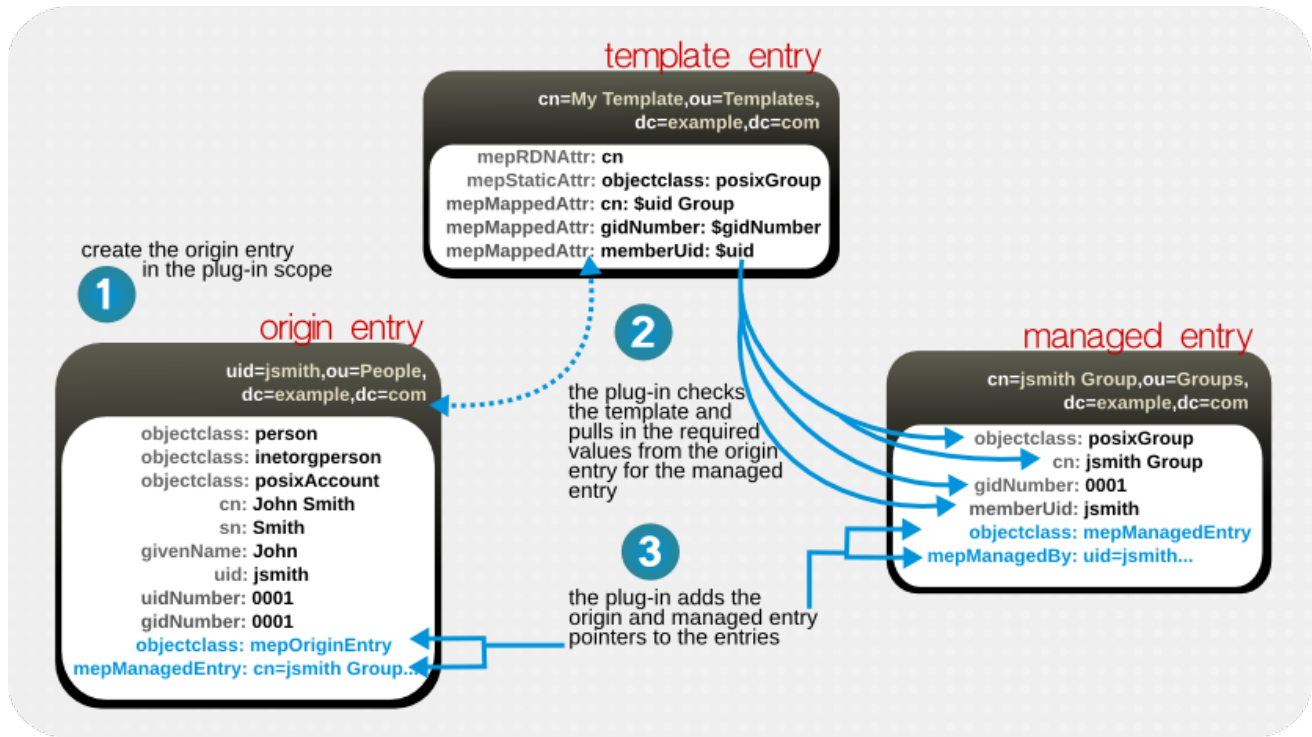 template entry
cn=My Template,ou=Templates,
dc=example,dc=com
mepRDNAttr: cn
mepStaticAttr: objectclass: posixGroup
mepMappedAttr: cn: $uid Group
mepMappedAttr: gidNumber: $gidNumber
mepMappedAttr: memberUid: $uid
create the origin entry
in the plug-in scope
1
origin entry
uid=jsmith,ou=People,
dc=example,dc=com
objectclass: person
objectclass: inetorgperson
objectclass: posixAccount
cn: John Smith
sn: Smith
givenName: John
uid: jsmith
uidNumber: 0001
gidNumber: 0001
objectclass: mepOriginEntry
mepManagedEntry: cn=jsmith Group...
2
the plug-in checks
the template and
pulls in the required
values from the origin
entry for the managed
entry
3
the plug-in adds the
origin and managed entry
pointers to the entries
managed entry
cn=jsmith Group,ou=Groups,
dc=example,dc=com
objectclass: posixGroup
cn: jsmith Group
gidNumber: 0001
memberUid: jsmith
objectclass: mepManagedEntry
mepManagedBy: uid=jsmith...